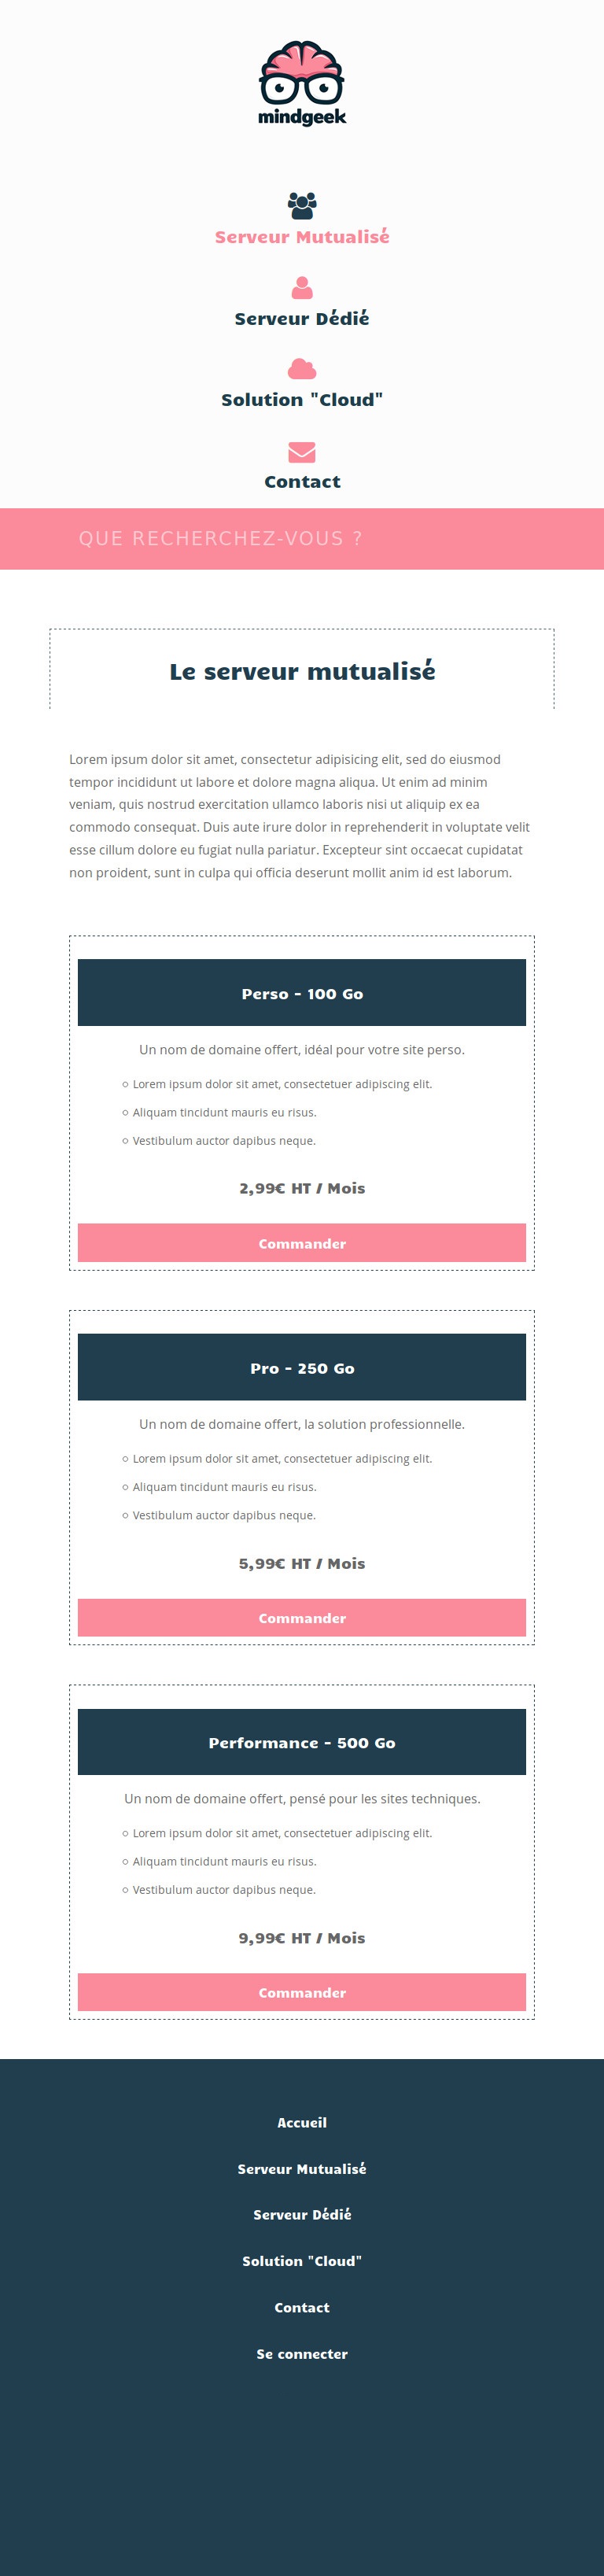 mindgeek
Serveur Mutualisé
Serveur Dédié
Solution "Cloud"
Contact
QUE RECHERCHEZ-VOUS ?
Le serveur mutualisé
Lorem ipsum dolor sit amet, consectetur adipisicing elit, sed do eiusmod
tempor incididunt ut labore et dolore magna aliqua. Ut enim ad minim
veniam, quis nostrud exercitation ullamco laboris nisi ut aliquip ex ea
commodo consequat. Duis aute irure dolor in reprehenderit in voluptate velit
esse cillum dolore eu fugiat nulla pariatur. Excepteur sint occaecat cupidatat
non proident, sunt in culpa qui officia deserunt mollit anim id est laborum.
Perso - 100 Go
Un nom de domaine offert, idéal pour votre site perso.
Lorem ipsum dolor sit amet, consectetuer adipiscing elit.
Aliquam tincidunt mauris eu risus.
Vestibulum auctor dapibus neque.
2,99€ HT / Mois
Commander
Pro - 250 Go
Un nom de domaine offert, la solution professionnelle.
Lorem ipsum dolor sit amet, consectetuer adipiscing elit.
Aliquam tincidunt mauris eu risus.
Vestibulum auctor dapibus neque.
5,99€ HT / Mois
Commander
Performance - 500 Go
Un nom de domaine offert, pensé pour les sites techniques.
Lorem ipsum dolor sit amet, consectetuer adipiscing elit.
Aliquam tincidunt mauris eu risus.
Vestibulum auctor dapibus neque.
9,99€ HT / Mois
Commander
Accueil
Serveur Mutualisé
Serveur Dédié
Solution "Cloud"
Contact
Se connecter